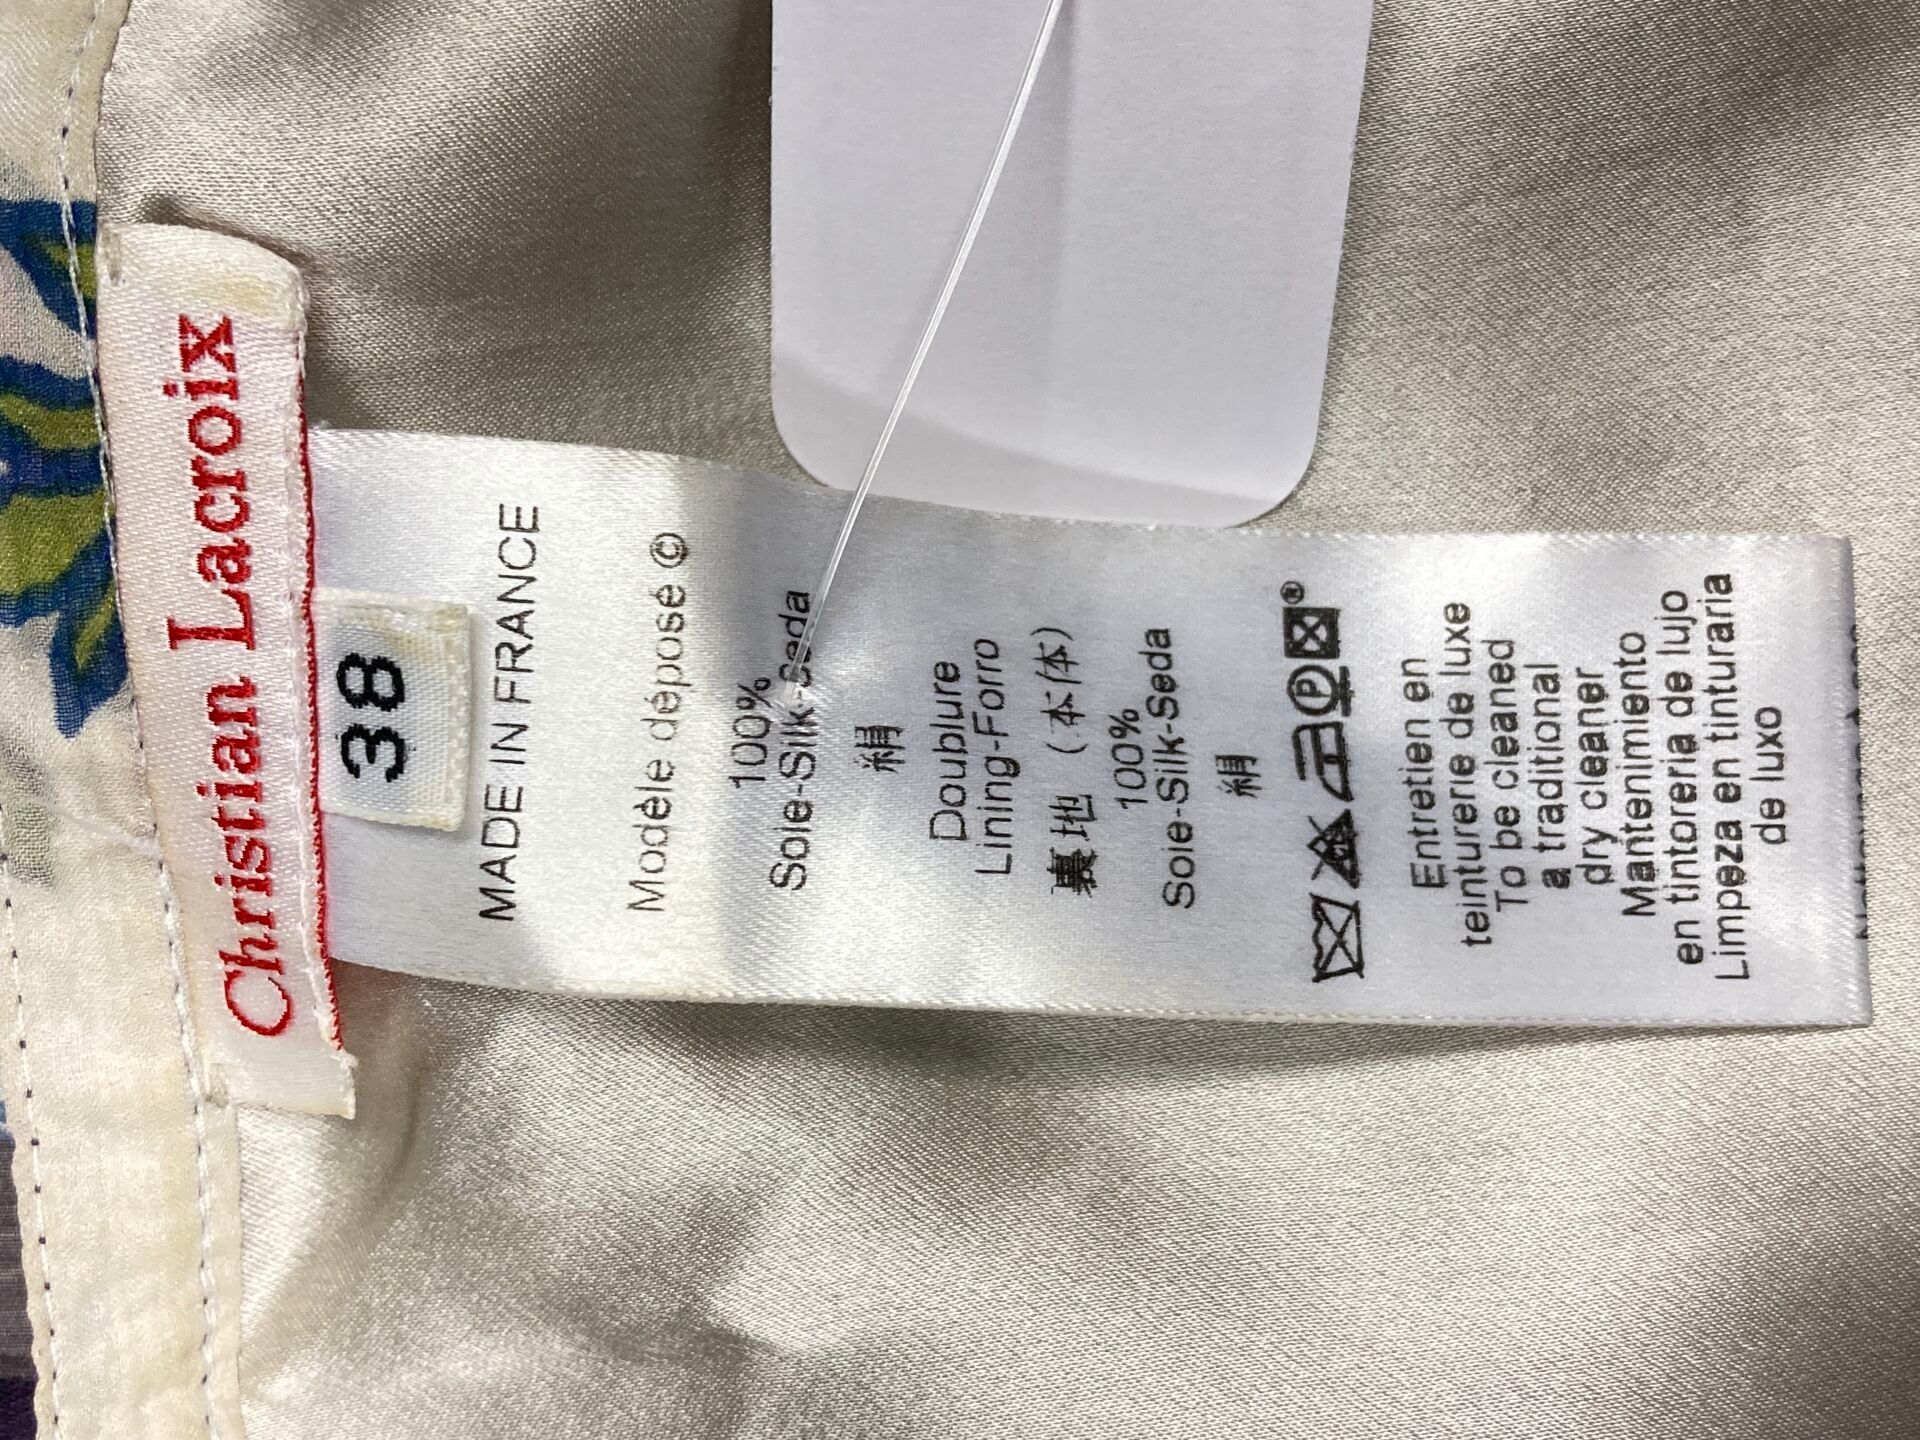 Christian Lacroix
38
MADE IN FRANCE
Modèle déposé ©
100%
Soie-Silk-Seda
絹
Doublure
Lining-Forro
裏地 (本体)
100%
Soie-Silk-Seda
絹
P ®
Entretien en
teinturerie de luxe
To be cleaned
a traditional
dry cleaner
Mantenimiento
en tintoreria de lujo
Limpeza en tinturaria
de luxo